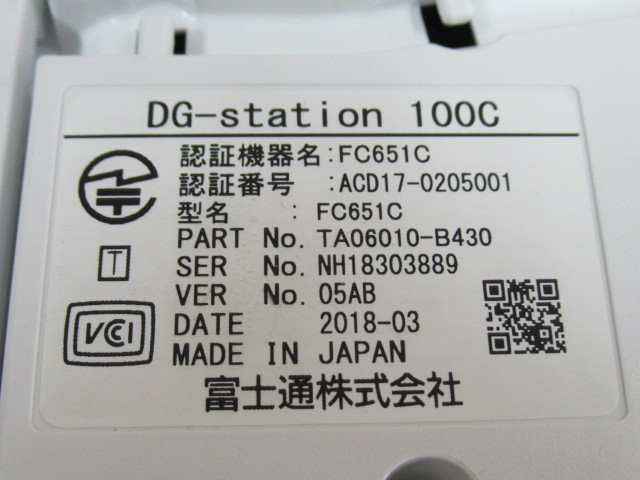 DG-station 100C
認証機器名:FC651C
認証番号 :ACD17-0205001
型名 : FC651C
PART No. TA06010-B430
T
SER No. NH18303889
VER No. 05AB
VCCI
DATE 2018-03
MADE IN JAPAN
富士通株式会社